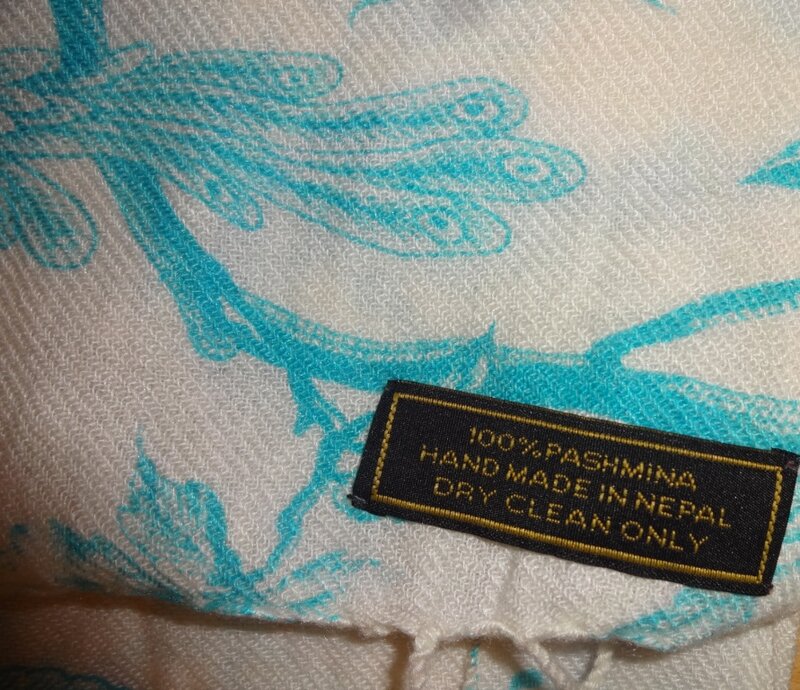 100% PASHMINA
HAND MADE IN NEPAL
DRY CLEAN ONLY